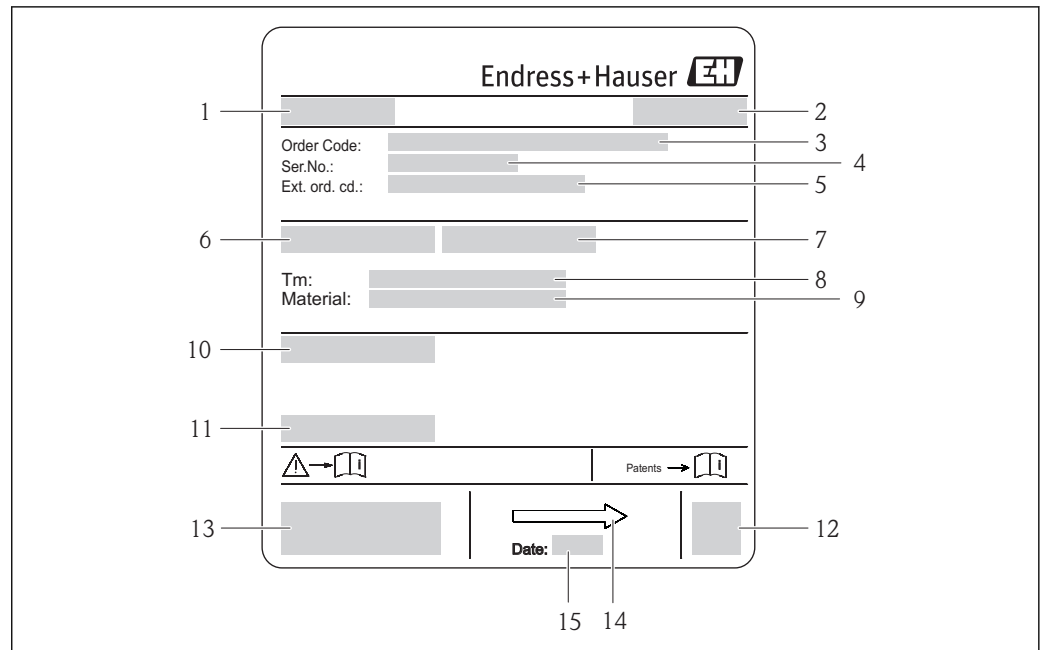 Endress+Hauser EH
1 2
Order Code: 3
Ser.No.: 4
Ext. ord. cd.: 5
6 7
Tm: 8
Material: 9
10
11
Patents
13 12
Date:
15 14